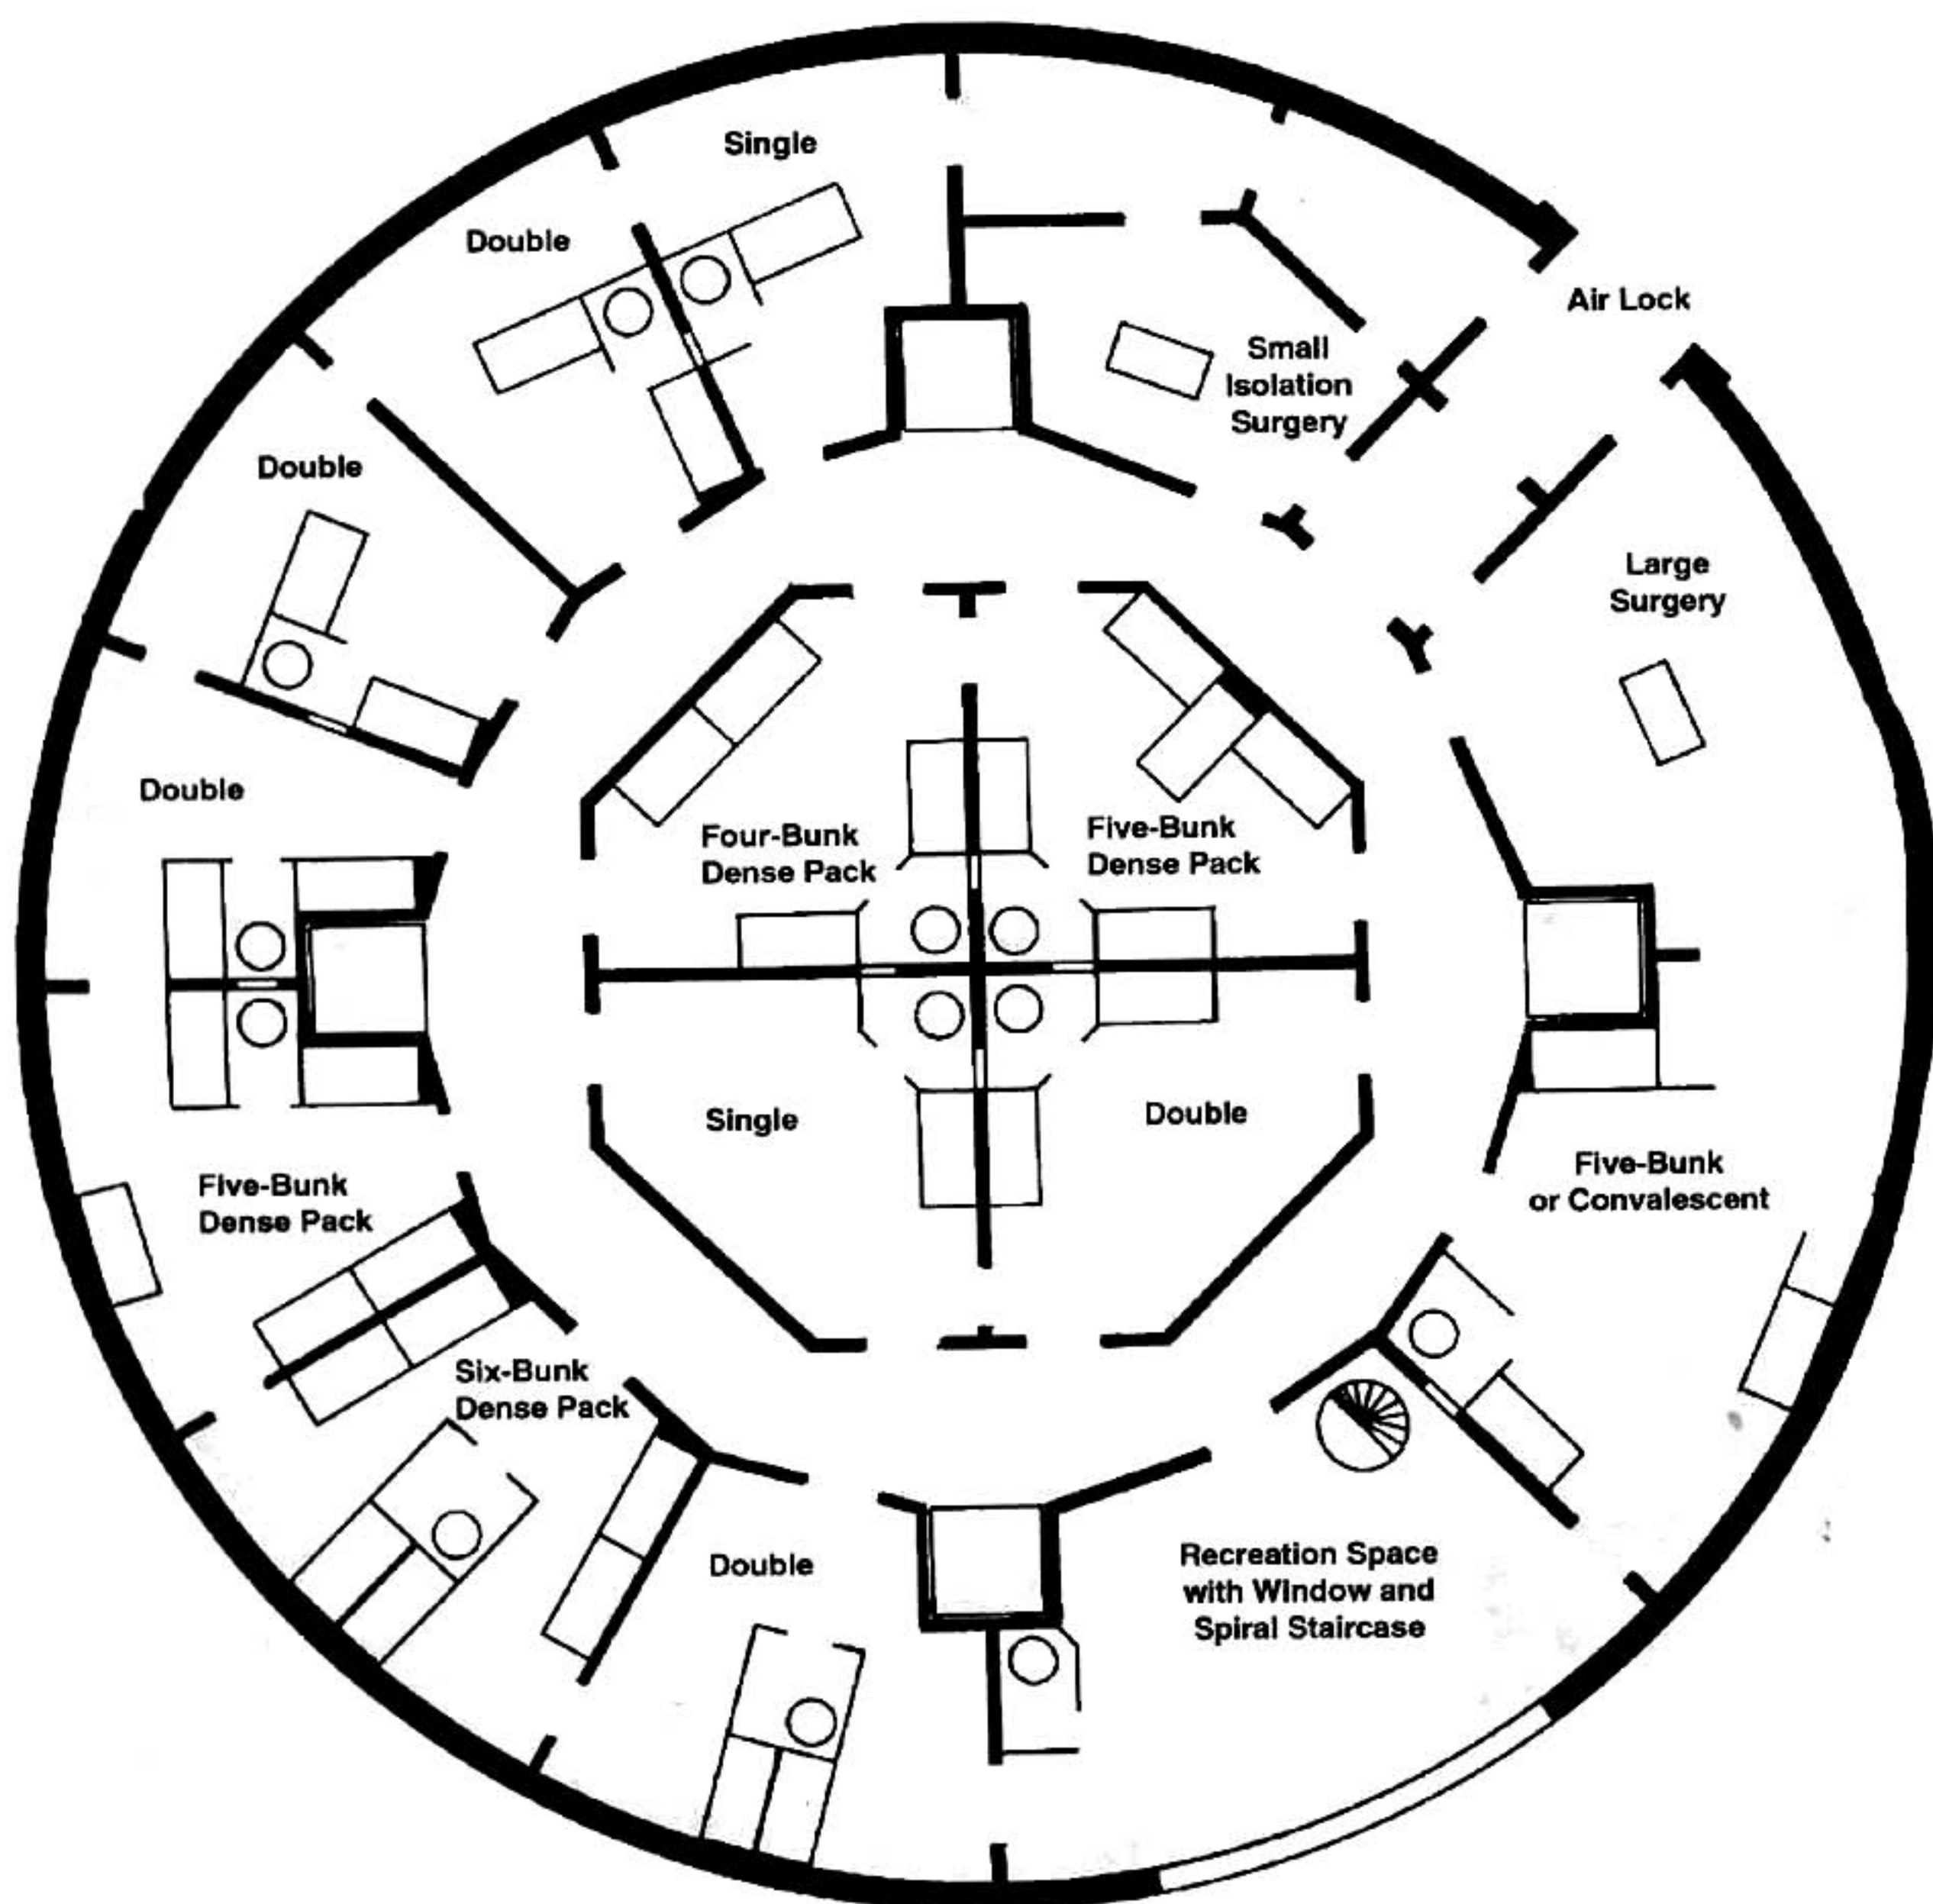 Single
Double
Air Lock
Small
Isolation
Surgery
Double
Large
Surgery
Double
Four-Bunk
Dense Pack
Five-Bunk
Dense Pack
Single
Double
Five-Bunk
or Convalescent
Five-Bunk
Dense Pack
Six-Bunk
Dense Pack
Double
Recreation Space
with Window and
Spiral Staircase